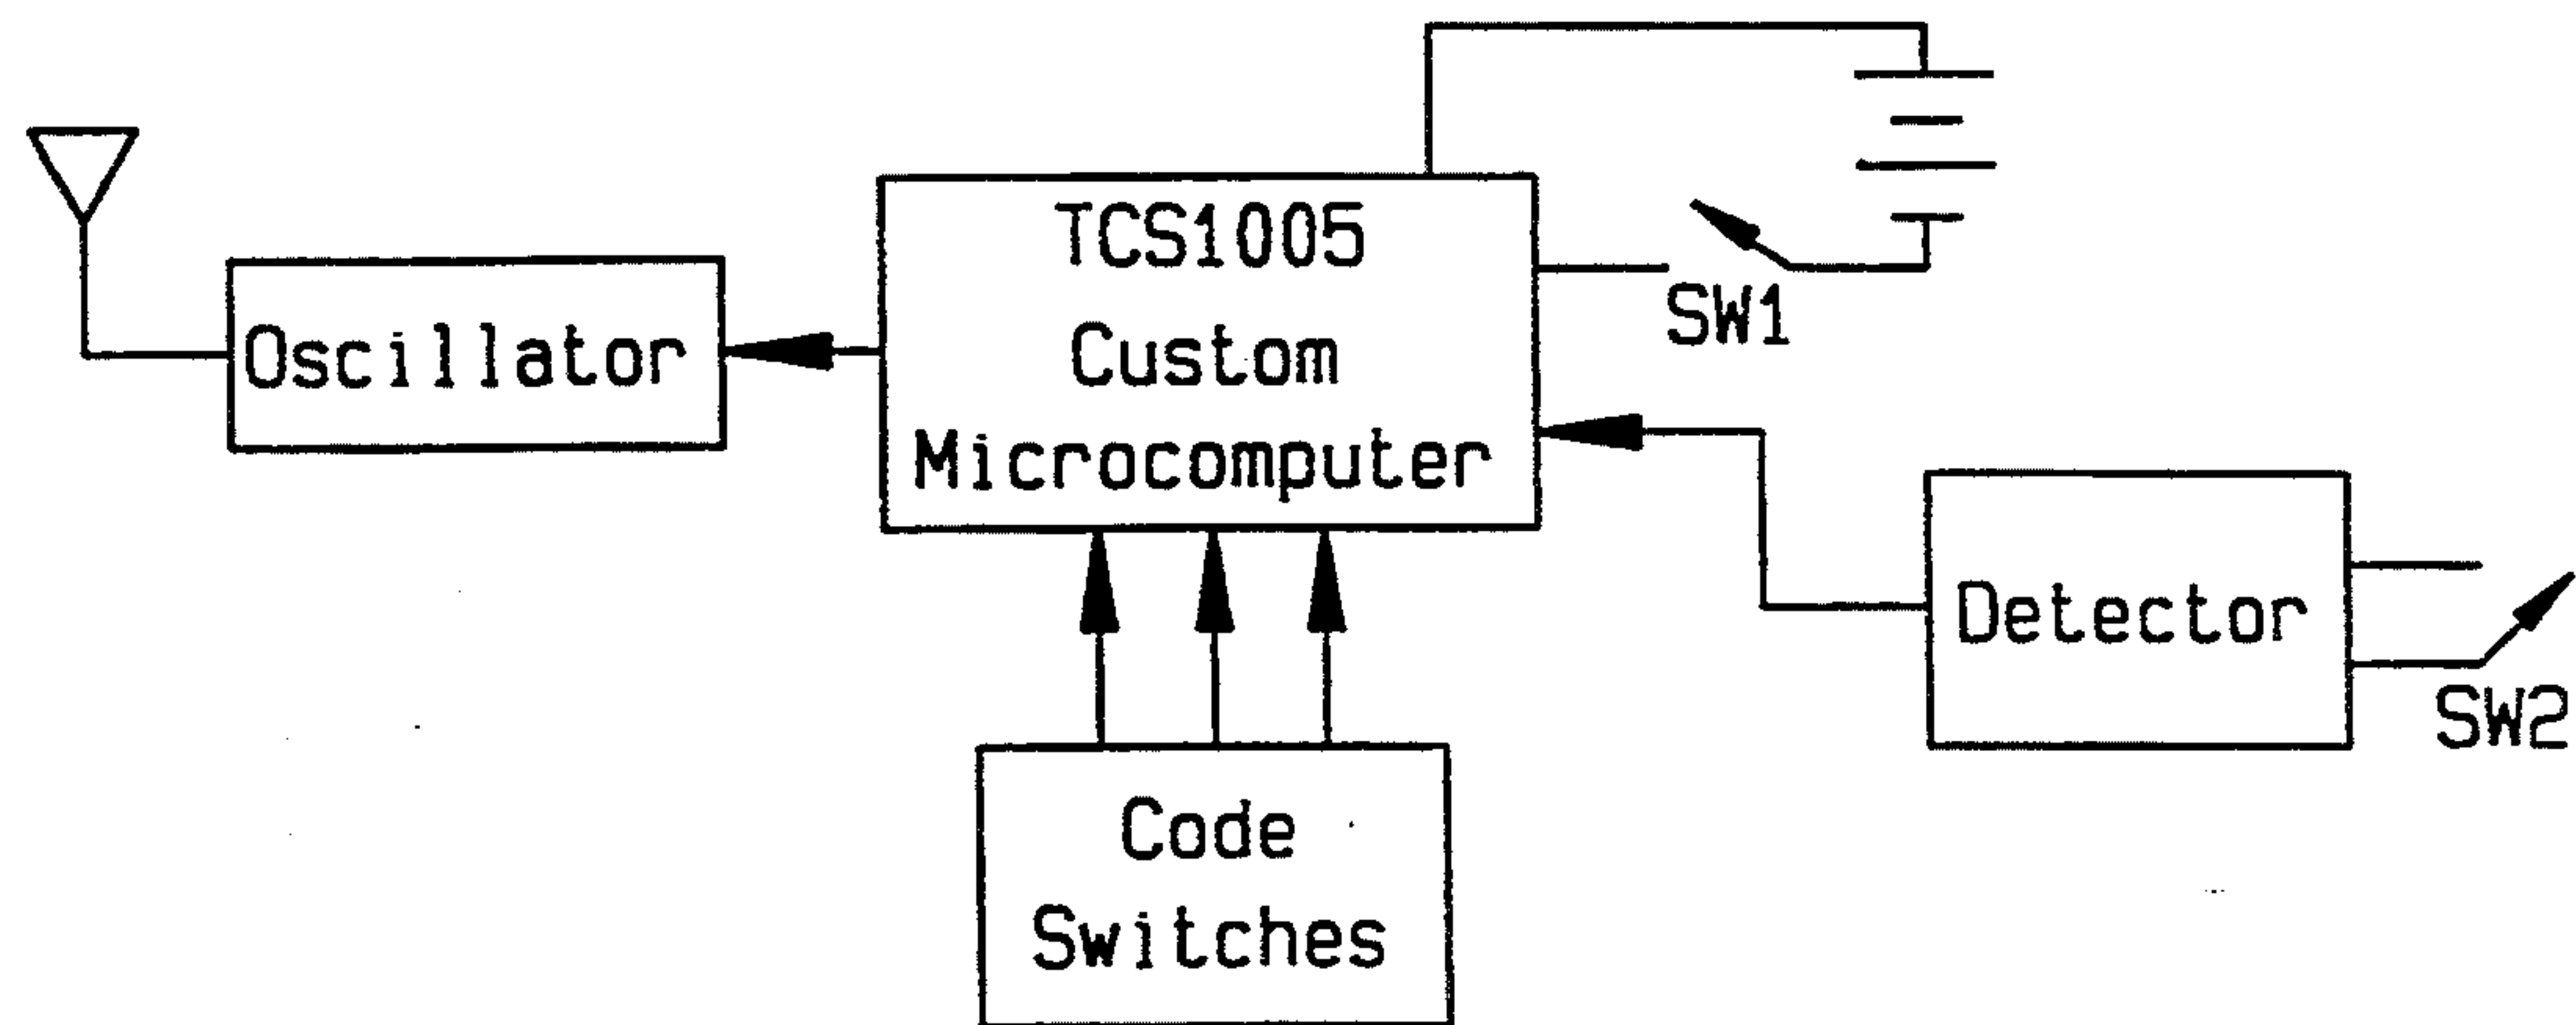 TCS1005
Custom
Microcomputer
SW1
Oscillator
Detector
SW2
Code
Switches